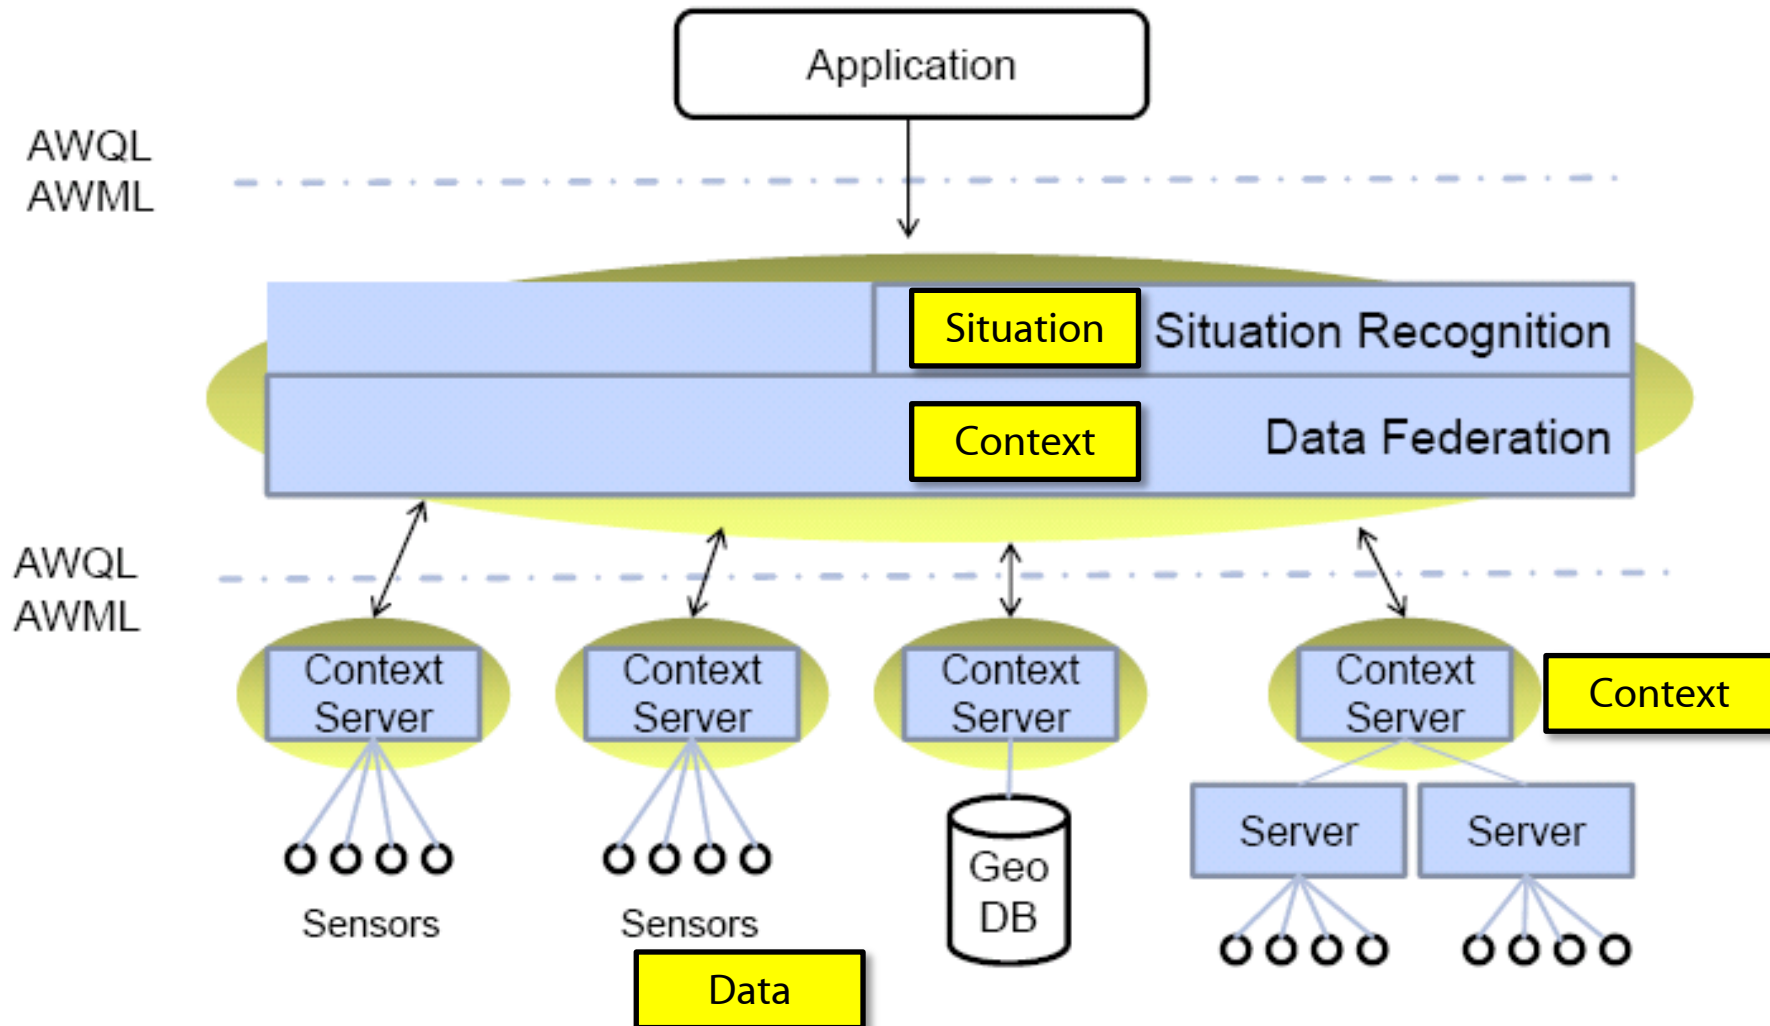 Application
AWQL
AWML
Situation
Situation Recognition
Context
Data Federation
AWQL
AWML
Context
Server
Context
Server
Context
Server
Context
Server
Context
Server
Server
Geo
DB
Sensors
Sensors
Data